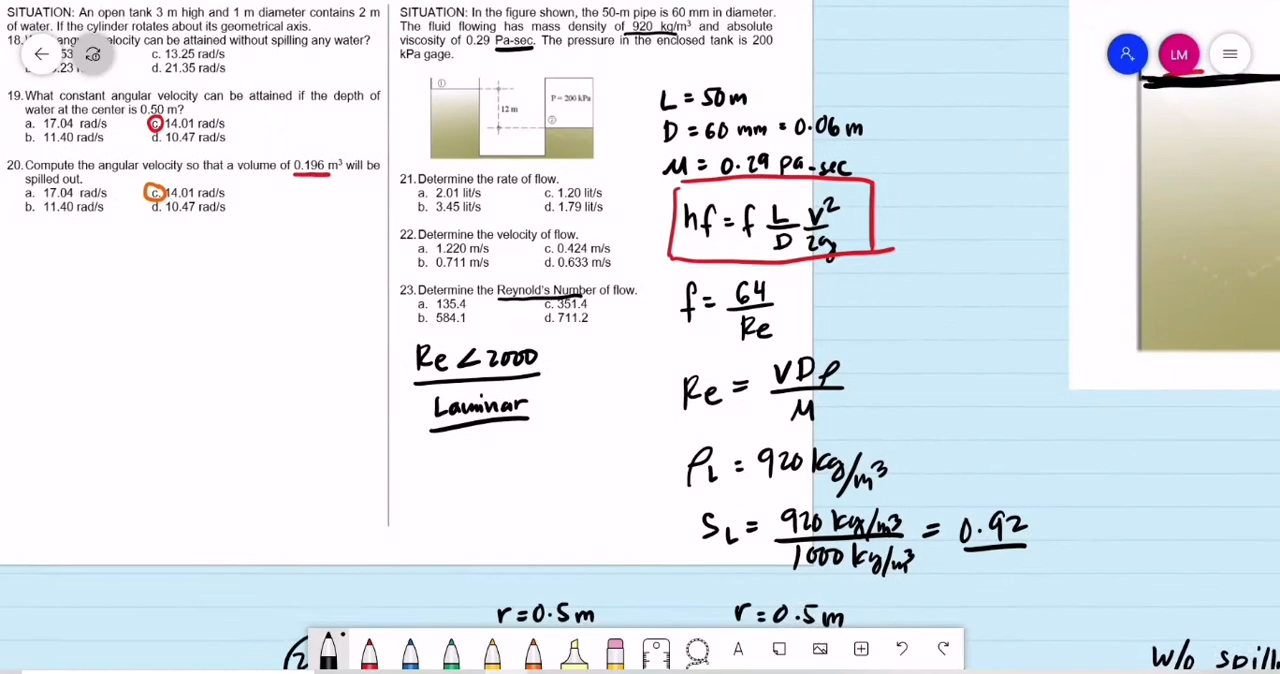 SITUATION: An open tank 3 m high and 1 m diameter contains 2 m
of water. If the cylinder rotates about its geometrical axis.
18.
locity can be attained without spilling any water?
c. 13.25 rad/s
d. 21.35 rad/s
19.What constant angular velocity can be attained if the depth of
water at the center is 0.50 m?
a. 17.04 rad/s c. 14.01 rad/s
b. 11.40 rad/s d. 10.47 rad/s
20.Compute the angular velocity so that a volume of 0.196 m³ will be
spilled out.
a. 17.04 rad/s c. 14.01 rad/s
b. 11.40 rad/s d. 10.47 rad/s
SITUATION: In the figure shown, the 50-m pipe is 60 mm in diameter.
The fluid flowing has mass density of 920 kg/m³ and absolute
viscosity of 0.29 Pa-sec. The pressure in the enclosed tank is 200
kPa gage.
①
12 m
P = 200 kPa
②
21.Determine the rate of flow.
a. 2.01 lit/s c. 1.20 lit/s
b. 3.45 lit/s d. 1.79 lit/s
22.Determine the velocity of flow.
a. 1.220 m/s c. 0.424 m/s
b. 0.711 m/s d. 0.633 m/s
23.Determine the Reynold's Number of flow.
a. 135.4 c. 351.4
b. 584.1 d. 711.2
Re < 2000
Laminar
L = 50 m
D = 60 mm = 0.06 m
μ = 0.29 pa-sec
hf = f L/D V²/2g
f = 64/Re
Re = VDρ/μ
ρL = 920 kg/m³
SL = 920 kg/m³ / 1000 kg/m³ = 0.92
r = 0.5 m r = 0.5 m
LM
A
w/o spill